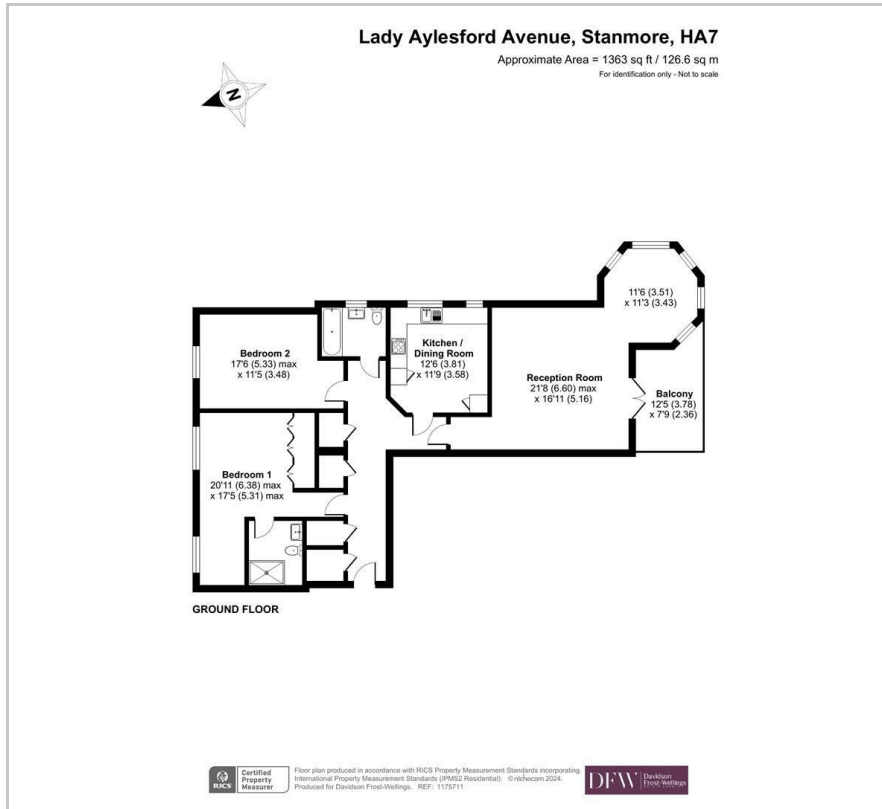 Lady Aylesford Avenue, Stanmore, HA7
Approximate Area = 1363 sq ft / 126.6 sq m
For identification only - Not to scale
N
11'6 (3.51)
x 11'3 (3.43)
Bedroom 2
17'6 (5.33) max
x 11'5 (3.48)
Kitchen /
Dining Room
12'6 (3.81)
x 11'9 (3.58)
Reception Room
21'8 (6.60) max
x 16'11 (5.16)
Balcony
12'5 (3.78)
x 7'9 (2.36)
Bedroom 1
20'11 (6.38) max
x 17'5 (5.31) max
GROUND FLOOR
RICS
Certified
Property
Measurer
Floor plan produced in accordance with RICS Property Measurement Standards incorporating
International Property Measurement Standards (IPMS2 Residential). © nichecom 2024.
Produced for Davidson Frost-Wellings. REF: 1175711
DFW
Davidson
Frost-Wellings